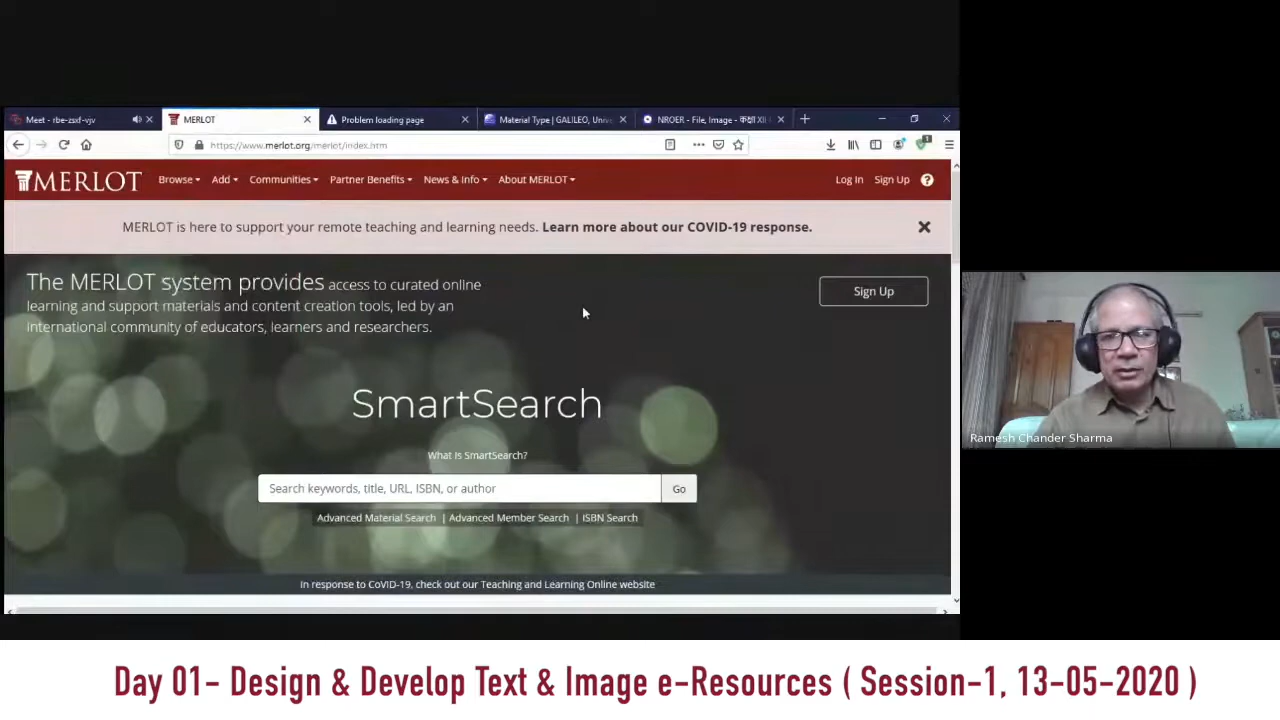 Meet - rbe-zsxf-vjv
MERLOT
Problem loading page
Material Type | GALILEO, Unive
NROER - File, Image - कक्षा XII
https://www.merlot.org/merlot/index.htm
MERLOT
Browse
Add
Communities
Partner Benefits
News & Info
About MERLOT
Log In
Sign Up
MERLOT is here to support your remote teaching and learning needs. Learn more about our COVID-19 response.
The MERLOT system provides access to curated online
learning and support materials and content creation tools, led by an
international community of educators, learners and researchers.
Sign Up
SmartSearch
What Is SmartSearch?
Search keywords, title, URL, ISBN, or author
Go
Advanced Material Search | Advanced Member Search | ISBN Search
In response to CoVID-19, check out our Teaching and Learning Online website
Ramesh Chander Sharma
Day 01- Design & Develop Text & Image e-Resources ( Session-1, 13-05-2020 )